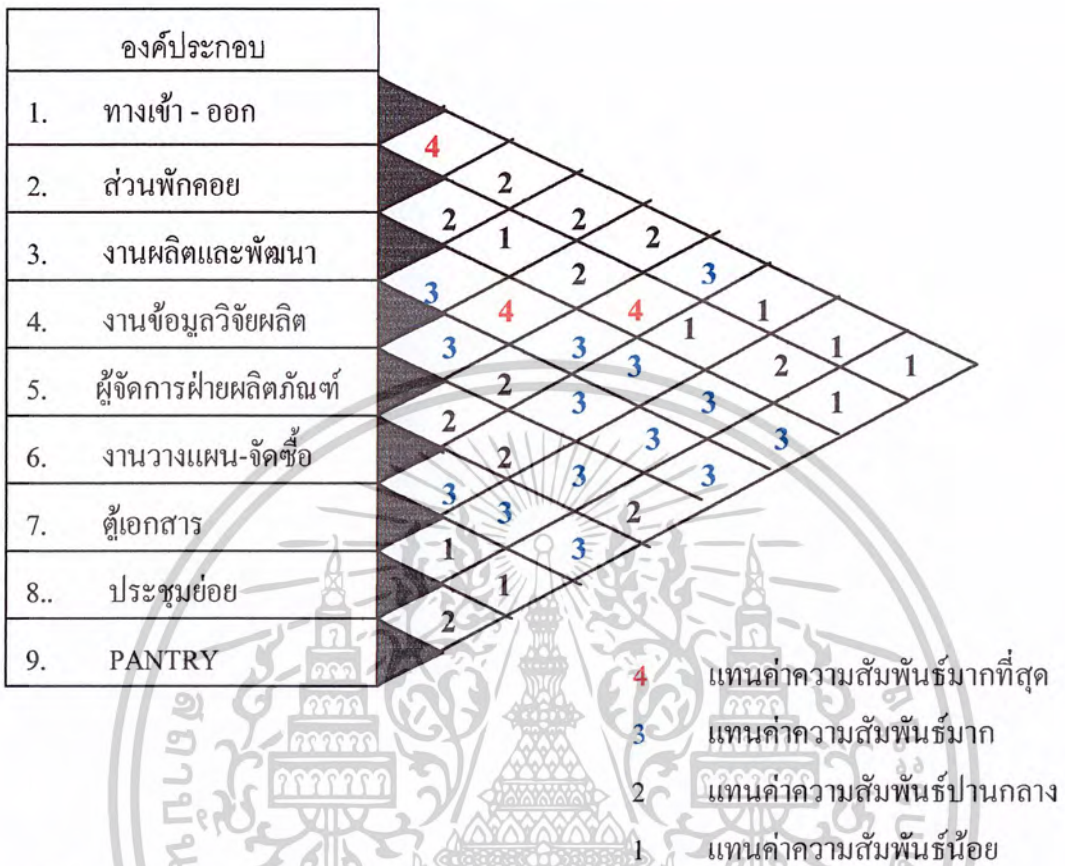 องค์ประกอบ
1. ทางเข้า - ออก
4
2. ส่วนพักคอย
2
2 2
1 2
3. งานผลิตและพัฒนา
2 3
3
4. งานข้อมูลวิจัยผลิต
4 4 1 1
3 3 1
3 2 1
5. ผู้จัดการฝ่ายผลิตภัณฑ์
2
3 3 1
2
3 3
6. งานวางแผน-จัดซื้อ
2
3 3
3
3 2
7. ตู้เอกสาร
1 3
8.. ประชุมย่อย
1
2
9. PANTRY
4 แทนค่าความสัมพันธ์มากที่สุด
3 แทนค่าความสัมพันธ์มาก
2 แทนค่าความสัมพันธ์ปานกลาง
1 แทนค่าความสัมพันธ์น้อย